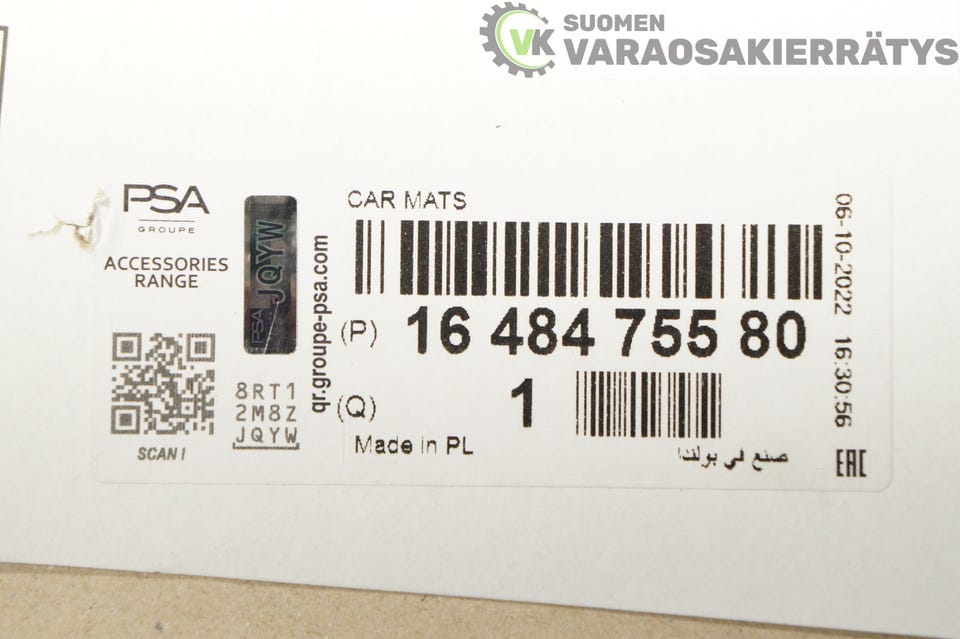 SUOMEN
VARAOSAKIERRÄTYS
VK
PSA
GROUPE
ACCESSORIES
RANGE
SCAN !
PSA JQYW
8RT1
2M8Z
JQYW
qr.groupe-psa.com
CAR MATS
(P) 16 484 755 80
(Q) 1
Made in PL
صنع في بولندا
06-10-2022 16:30:56
EAC